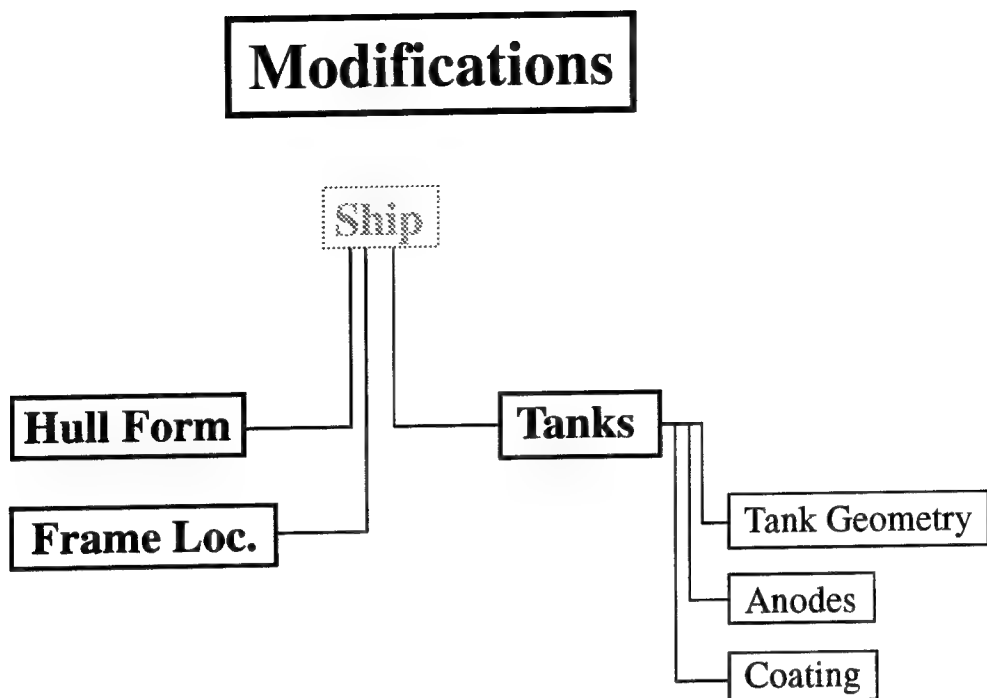 Modifications
Ship
Hull Form
Tanks
Frame Loc.
Tank Geometry
Anodes
Coating